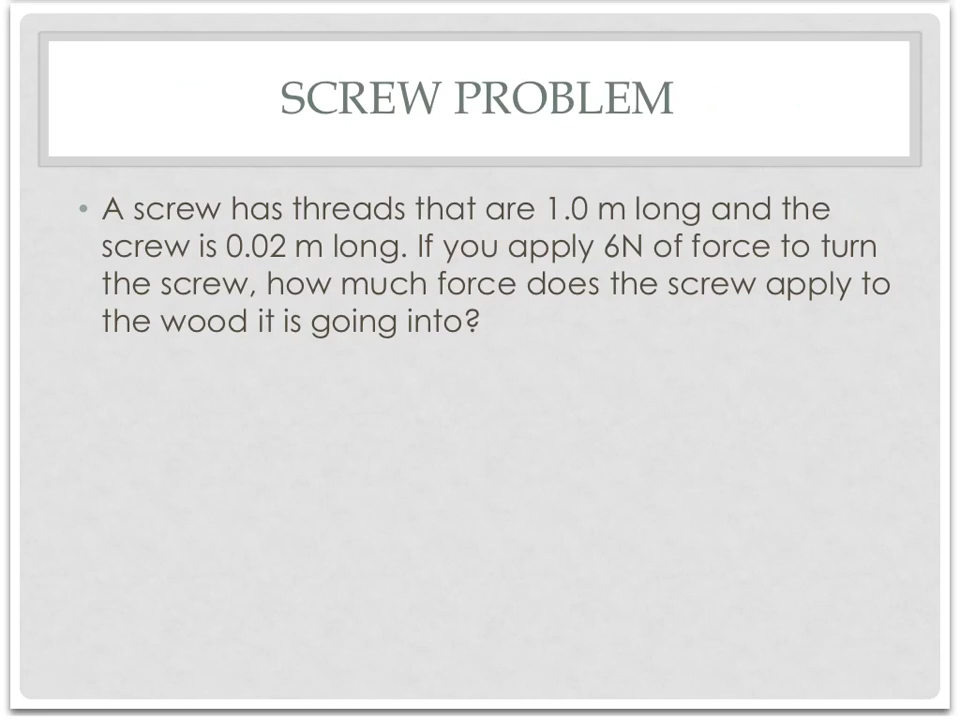 SCREW PROBLEM
• A screw has threads that are 1.0 m long and the
screw is 0.02 m long. If you apply 6N of force to turn
the screw, how much force does the screw apply to
the wood it is going into?